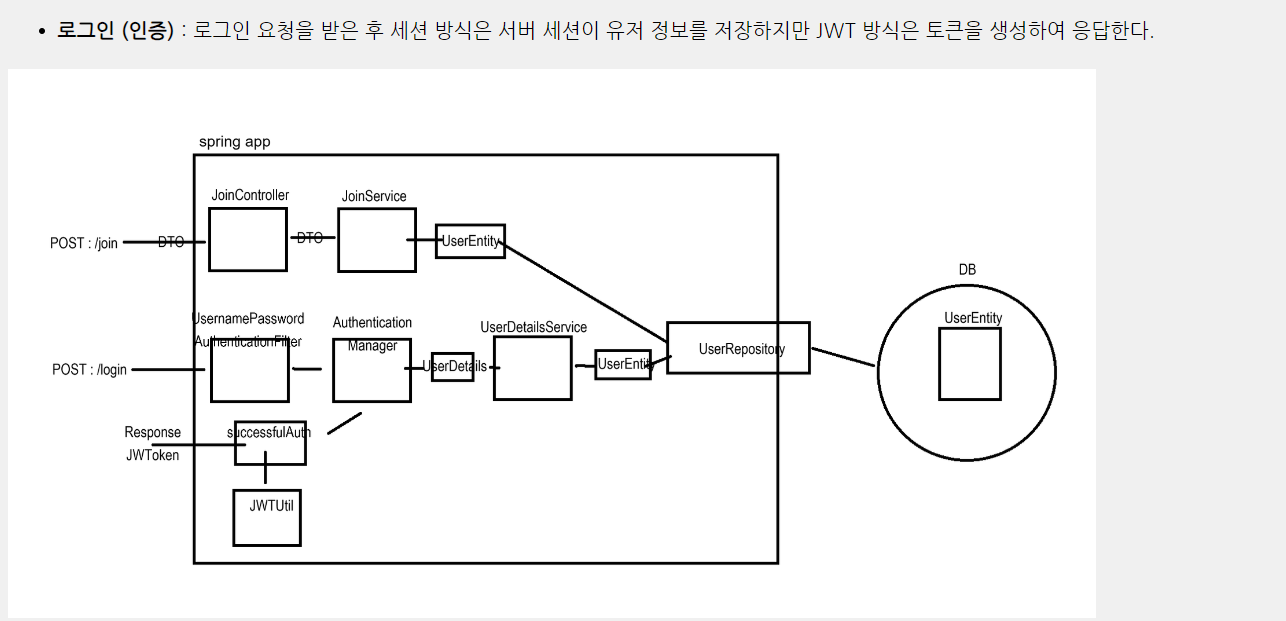 • 로그인 (인증) : 로그인 요청을 받은 후 세션 방식은 서버 세션이 유저 정보를 저장하지만 JWT 방식은 토큰을 생성하여 응답한다.
spring app
JoinController
JoinService
POST : /join
DTO
DTO
UserEntity
DB
UserEntity
UsernamePassword
AuthenticationFilter
Authentication
Manager
UserDetailsService
UserRepository
POST : /login
UserDetails
UserEntity
Response
JWToken
successfulAuth
JWTUtil